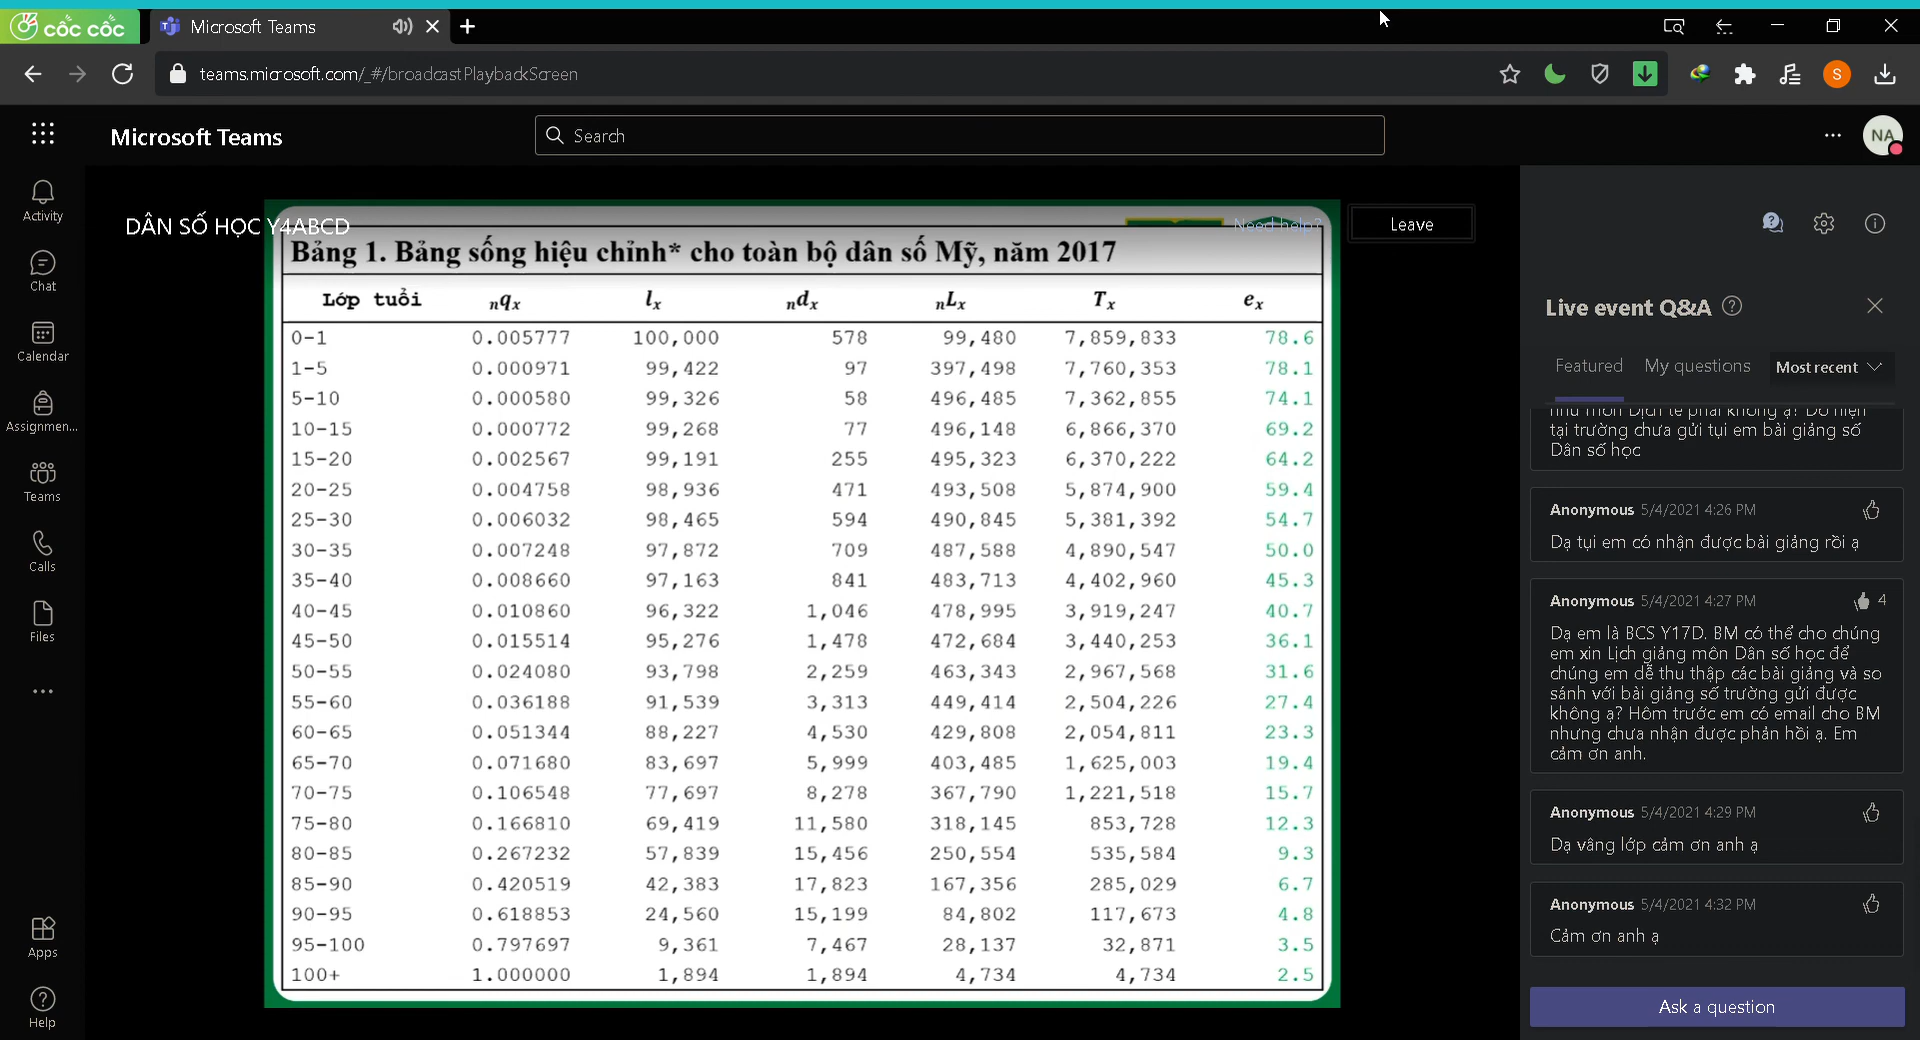 cốc cốc
Microsoft Teams
teams.microsoft.com/_#/broadcastPlaybackScreen
S
Microsoft Teams
Search
NA
Activity
Chat
Calendar
Assignmen...
Teams
Calls
Files
Apps
Help
DÂN SỐ HỌC Y4ABCD
Need help?
Leave
Bảng 1. Bảng sống hiệu chỉnh* cho toàn bộ dân số Mỹ, năm 2017
Lớp tuổi nqx lx ndx nLx Tx ex
0-1 0.005777 100,000 578 99,480 7,859,833 78.6
1-5 0.000971 99,422 97 397,498 7,760,353 78.1
5-10 0.000580 99,326 58 496,485 7,362,855 74.1
10-15 0.000772 99,268 77 496,148 6,866,370 69.2
15-20 0.002567 99,191 255 495,323 6,370,222 64.2
20-25 0.004758 98,936 471 493,508 5,874,900 59.4
25-30 0.006032 98,465 594 490,845 5,381,392 54.7
30-35 0.007248 97,872 709 487,588 4,890,547 50.0
35-40 0.008660 97,163 841 483,713 4,402,960 45.3
40-45 0.010860 96,322 1,046 478,995 3,919,247 40.7
45-50 0.015514 95,276 1,478 472,684 3,440,253 36.1
50-55 0.024080 93,798 2,259 463,343 2,967,568 31.6
55-60 0.036188 91,539 3,313 449,414 2,504,226 27.4
60-65 0.051344 88,227 4,530 429,808 2,054,811 23.3
65-70 0.071680 83,697 5,999 403,485 1,625,003 19.4
70-75 0.106548 77,697 8,278 367,790 1,221,518 15.7
75-80 0.166810 69,419 11,580 318,145 853,728 12.3
80-85 0.267232 57,839 15,456 250,554 535,584 9.3
85-90 0.420519 42,383 17,823 167,356 285,029 6.7
90-95 0.618853 24,560 15,199 84,802 117,673 4.8
95-100 0.797697 9,361 7,467 28,137 32,871 3.5
100+ 1.000000 1,894 1,894 4,734 4,734 2.5
Live event Q&A
Featured My questions Most recent
như môn Dịch tễ phải không ạ? Do hiện
tại trường chưa gửi tụi em bài giảng số
Dân số học
Anonymous 5/4/2021 4:26 PM
Dạ tụi em có nhận được bài giảng rồi ạ
Anonymous 5/4/2021 4:27 PM 4
Dạ em là BCS Y17D. BM có thể cho chúng
em xin Lịch giảng môn Dân số học để
chúng em dễ thu thập các bài giảng và so
sánh với bài giảng số trường gửi được
không ạ? Hôm trước em có email cho BM
nhưng chưa nhận được phản hồi ạ. Em
cảm ơn anh.
Anonymous 5/4/2021 4:29 PM
Dạ vâng lớp cảm ơn anh ạ
Anonymous 5/4/2021 4:32 PM
Cảm ơn anh ạ
Ask a question